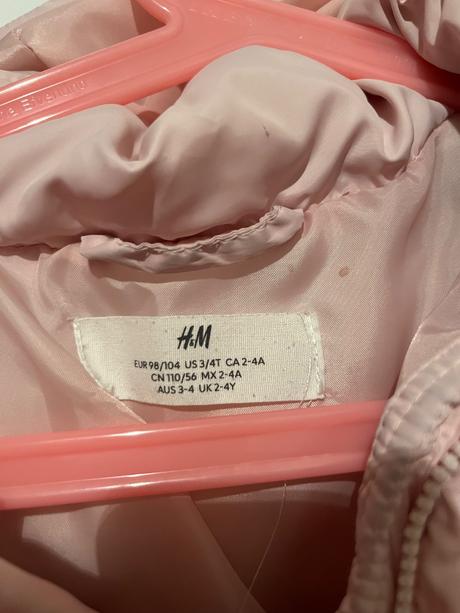 H&M
EUR 98/104 US 3/4T CA 2-4A
CN 110/56 MX 2-4A
AUS 3-4 UK 2-4Y